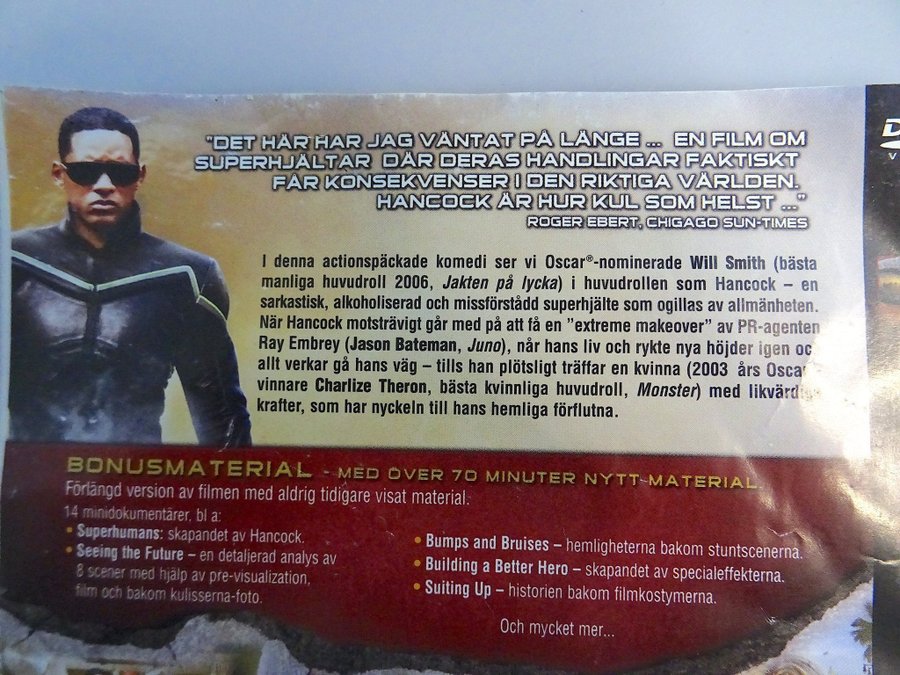 "DET HÄR HAR JAG VÄNTAT PÅ LÄNGE ... EN FILM OM
SUPERHJÄLTAR DÄR DERAS HANDLINGAR FAKTISKT
FÅR KONSEKVENSER I DEN RIKTIGA VÄRLDEN.
HANCOCK ÄR HUR KUL SOM HELST ..."
ROGER EBERT, CHIGAGO SUN-TIMES
I denna actionspäckade komedi ser vi Oscar®-nominerade Will Smith (bästa
manliga huvudroll 2006, Jakten på lycka) i huvudrollen som Hancock – en
sarkastisk, alkoholiserad och missförstådd superhjälte som ogillas av allmänheten.
När Hancock motsträvigt går med på att få en "extreme makeover" av PR-agenten
Ray Embrey (Jason Bateman, Juno), når hans liv och rykte nya höjder igen oc
allt verkar gå hans väg – tills han plötsligt träffar en kvinna (2003 års Oscar
vinnare Charlize Theron, bästa kvinnliga huvudroll, Monster) med likvärdig
krafter, som har nyckeln till hans hemliga förflutna.
BONUSMATERIAL - MED ÖVER 70 MINUTER NYTT MATERIAL.
Förlängd version av filmen med aldrig tidigare visat material.
14 minidokumentärer, bl a:
• Superhumans: skapandet av Hancock.
• Seeing the Future – en detaljerad analys av
8 scener med hjälp av pre-visualization,
film och bakom kulisserna-foto.
• Bumps and Bruises – hemligheterna bakom stuntscenerna.
• Building a Better Hero – skapandet av specialeffekterna.
• Suiting Up – historien bakom filmkostymerna.
Och mycket mer...